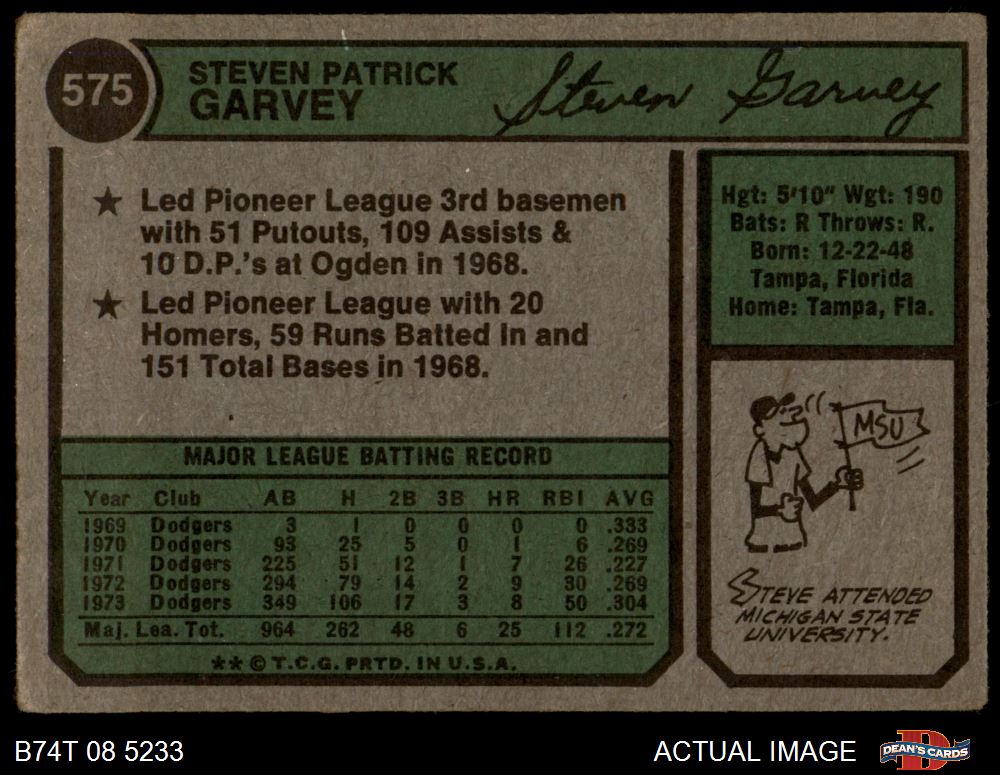 575
STEVEN PATRICK
GARVEY
Steven Garvey
★ Led Pioneer League 3rd basemen
with 51 Putouts, 109 Assists &
10 D.P.'s at Ogden in 1968.
★ Led Pioneer League with 20
Homers, 59 Runs Batted In and
151 Total Bases in 1968.
Hgt: 5'10" Wgt: 190
Bats: R Throws: R.
Born: 12-22-48
Tampa, Florida
Home: Tampa, Fla.
MSU
STEVE ATTENDED
MICHIGAN STATE
UNIVERSITY.
MAJOR LEAGUE BATTING RECORD
Year Club AB H 2B 3B HR RBI AVG
1969 Dodgers 3 1 0 0 0 0 .333
1970 Dodgers 93 25 5 0 1 6 .269
1971 Dodgers 225 51 12 1 7 26 .227
1972 Dodgers 294 79 14 2 9 30 .269
1973 Dodgers 349 106 17 3 8 50 .304
Maj. Lea. Tot. 964 262 48 6 25 112 .272
** © T.C.G. PRTD. IN U.S.A.
B74T 08 5233
ACTUAL IMAGE
D
DEAN'S CARDS